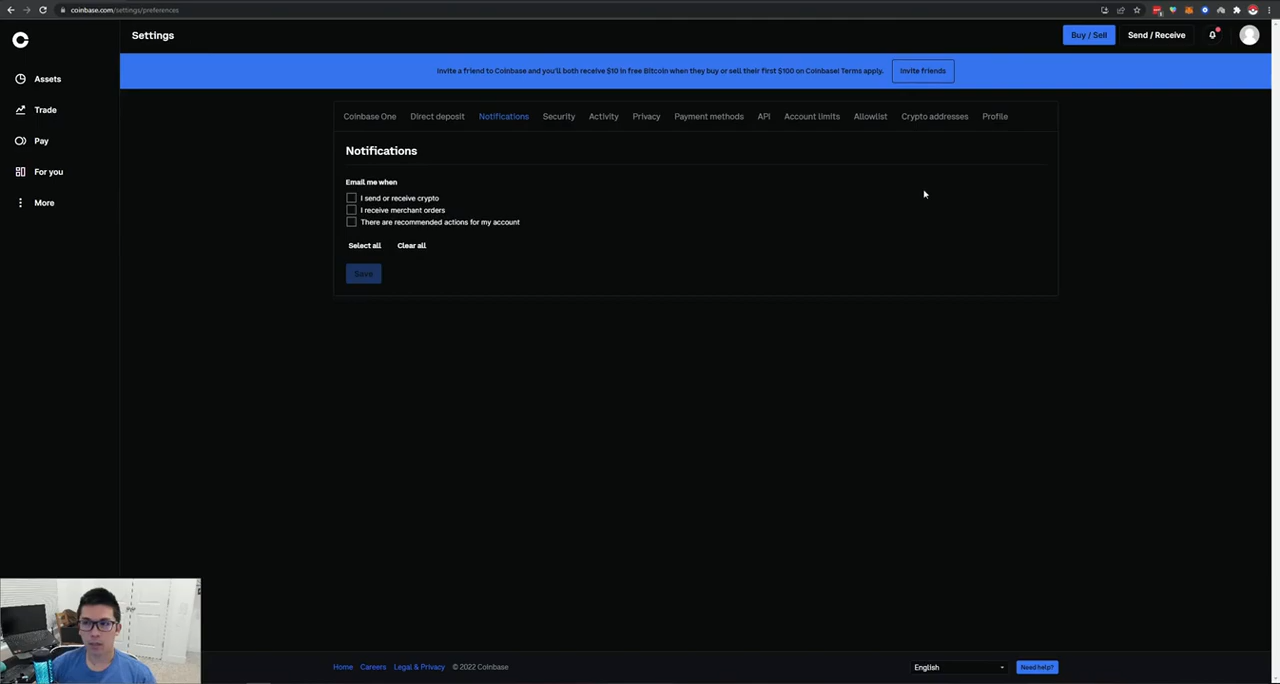 coinbase.com/settings/preferences
Settings
Buy / Sell
Send / Receive
Invite a friend to Coinbase and you'll both receive $10 in free Bitcoin when they buy or sell their first $100 on Coinbase! Terms apply.
Invite friends
Assets
Trade
Pay
For you
More
Coinbase One
Direct deposit
Notifications
Security
Activity
Privacy
Payment methods
API
Account limits
Allowlist
Crypto addresses
Profile
Notifications
Email me when
I send or receive crypto
I receive merchant orders
There are recommended actions for my account
Select all
Clear all
Save
Home
Careers
Legal & Privacy
© 2022 Coinbase
English
Need help?